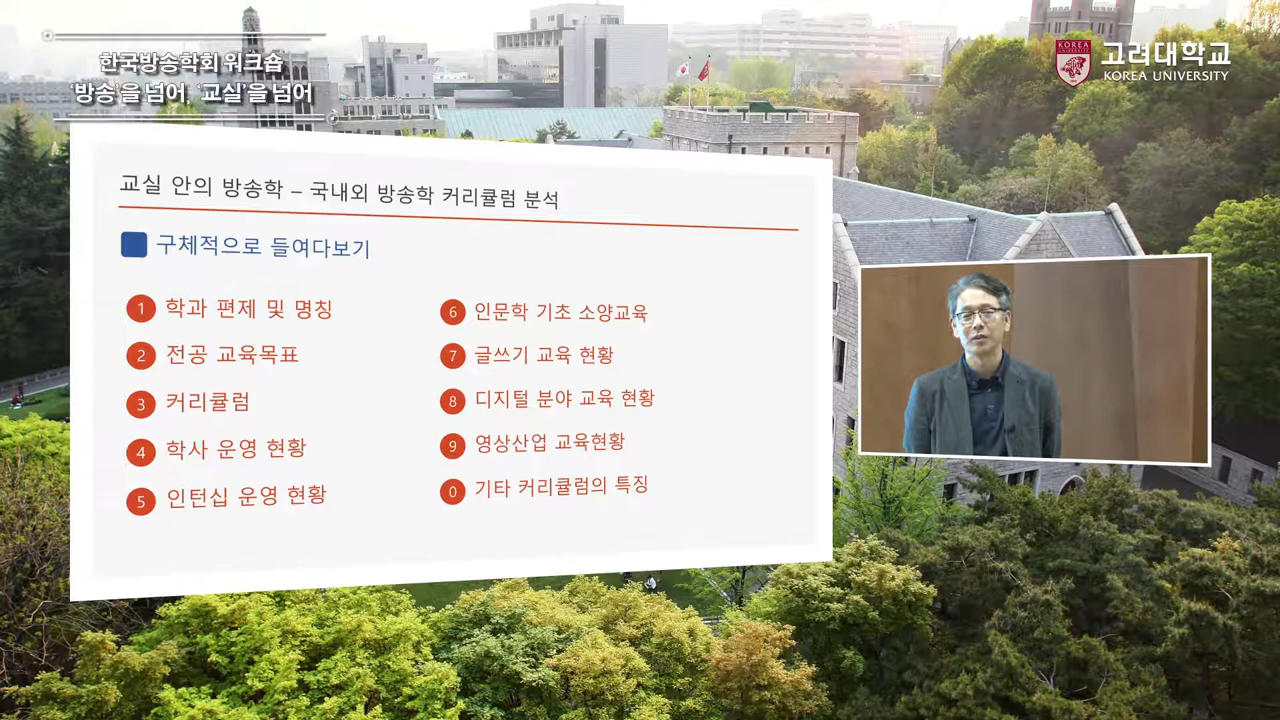 한국방송학회 워크숍
'방송'을 넘어, '교실'을 넘어
KOREA
고려대학교
KOREA UNIVERSITY
교실 안의 방송학 – 국내외 방송학 커리큘럼 분석
구체적으로 들여다보기
1 학과 편제 및 명칭
2 전공 교육목표
3 커리큘럼
4 학사 운영 현황
5 인턴십 운영 현황
6 인문학 기초 소양교육
7 글쓰기 교육 현황
8 디지털 분야 교육 현황
9 영상산업 교육현황
0 기타 커리큘럼의 특징